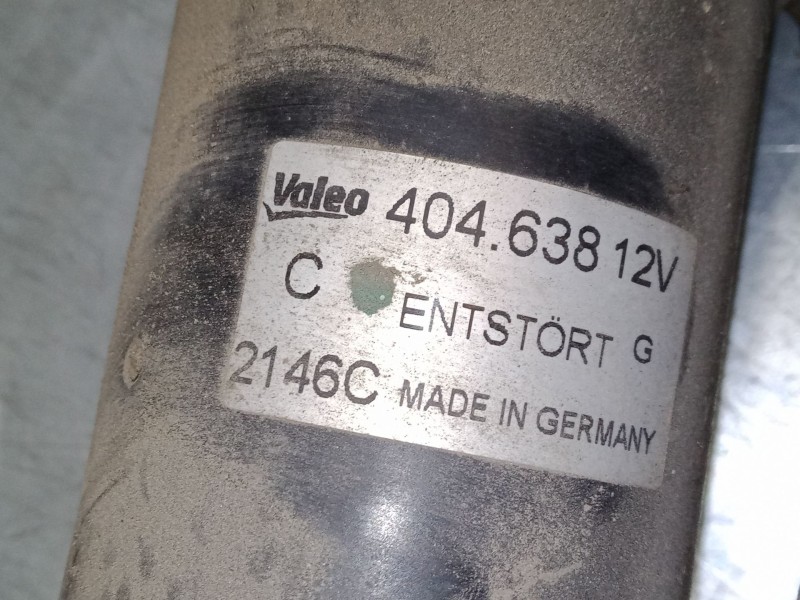 Valeo 404.638 12V
C ENTSTÖRT G
2146C MADE IN GERMANY